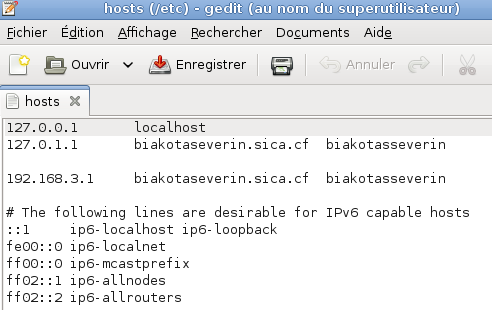 hosts (/etc) - gedit (au nom du superutilisateur)
Fichier Édition Affichage Rechercher Documents Aide
Ouvrir Enregistrer Annuler
hosts
127.0.0.1 localhost
127.0.1.1 biakotaseverin.sica.cf biakotasseverin
192.168.3.1 biakotaseverin.sica.cf biakotasseverin
# The following lines are desirable for IPv6 capable hosts
::1 ip6-localhost ip6-loopback
fe00::0 ip6-localnet
ff00::0 ip6-mcastprefix
ff02::1 ip6-allnodes
ff02::2 ip6-allrouters